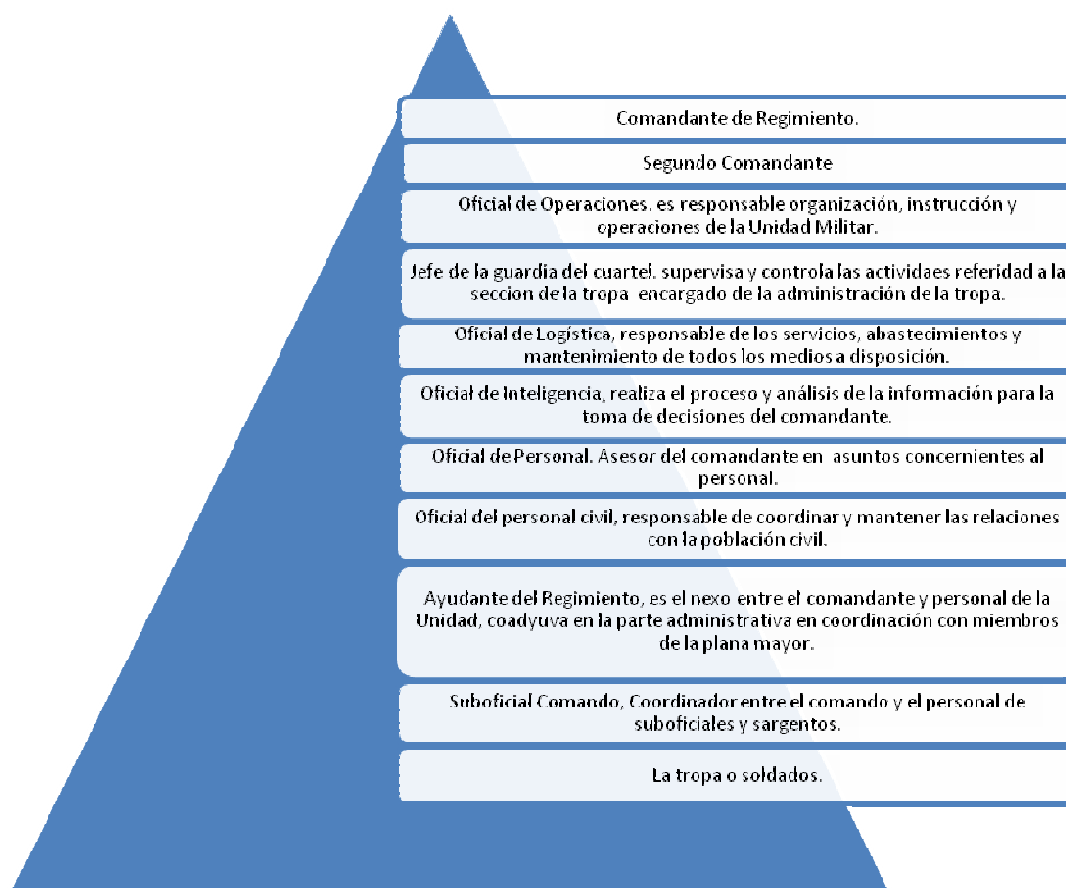 Comandante de Regimiento.
Segundo Comandante
Oficial de Operaciones. es responsable organización, instrucción y
operaciones de la Unidad Militar.
Jefe de la guardia del cuartel. supervisa y controla las actividaes referidad a la
seccion de la tropa encargado de la administración de la tropa.
Oficial de Logística, responsable de los servicios, abastecimientos y
mantenimiento de todos los medios a disposición.
Oficial de Inteligencia, realiza el proceso y análisis de la información para la
toma de decisiones del comandante.
Oficial de Personal. Asesor del comandante en asuntos concernientes al
personal.
Oficial del personal civil, responsable de coordinar y mantener las relaciones
con la población civil.
Ayudante del Regimiento, es el nexo entre el comandante y personal de la
Unidad, coadyuva en la parte administrativa en coordinación con miembros
de la plana mayor.
Suboficial Comando, Coordinador entre el comando y el personal de
suboficiales y sargentos.
La tropa o soldados.